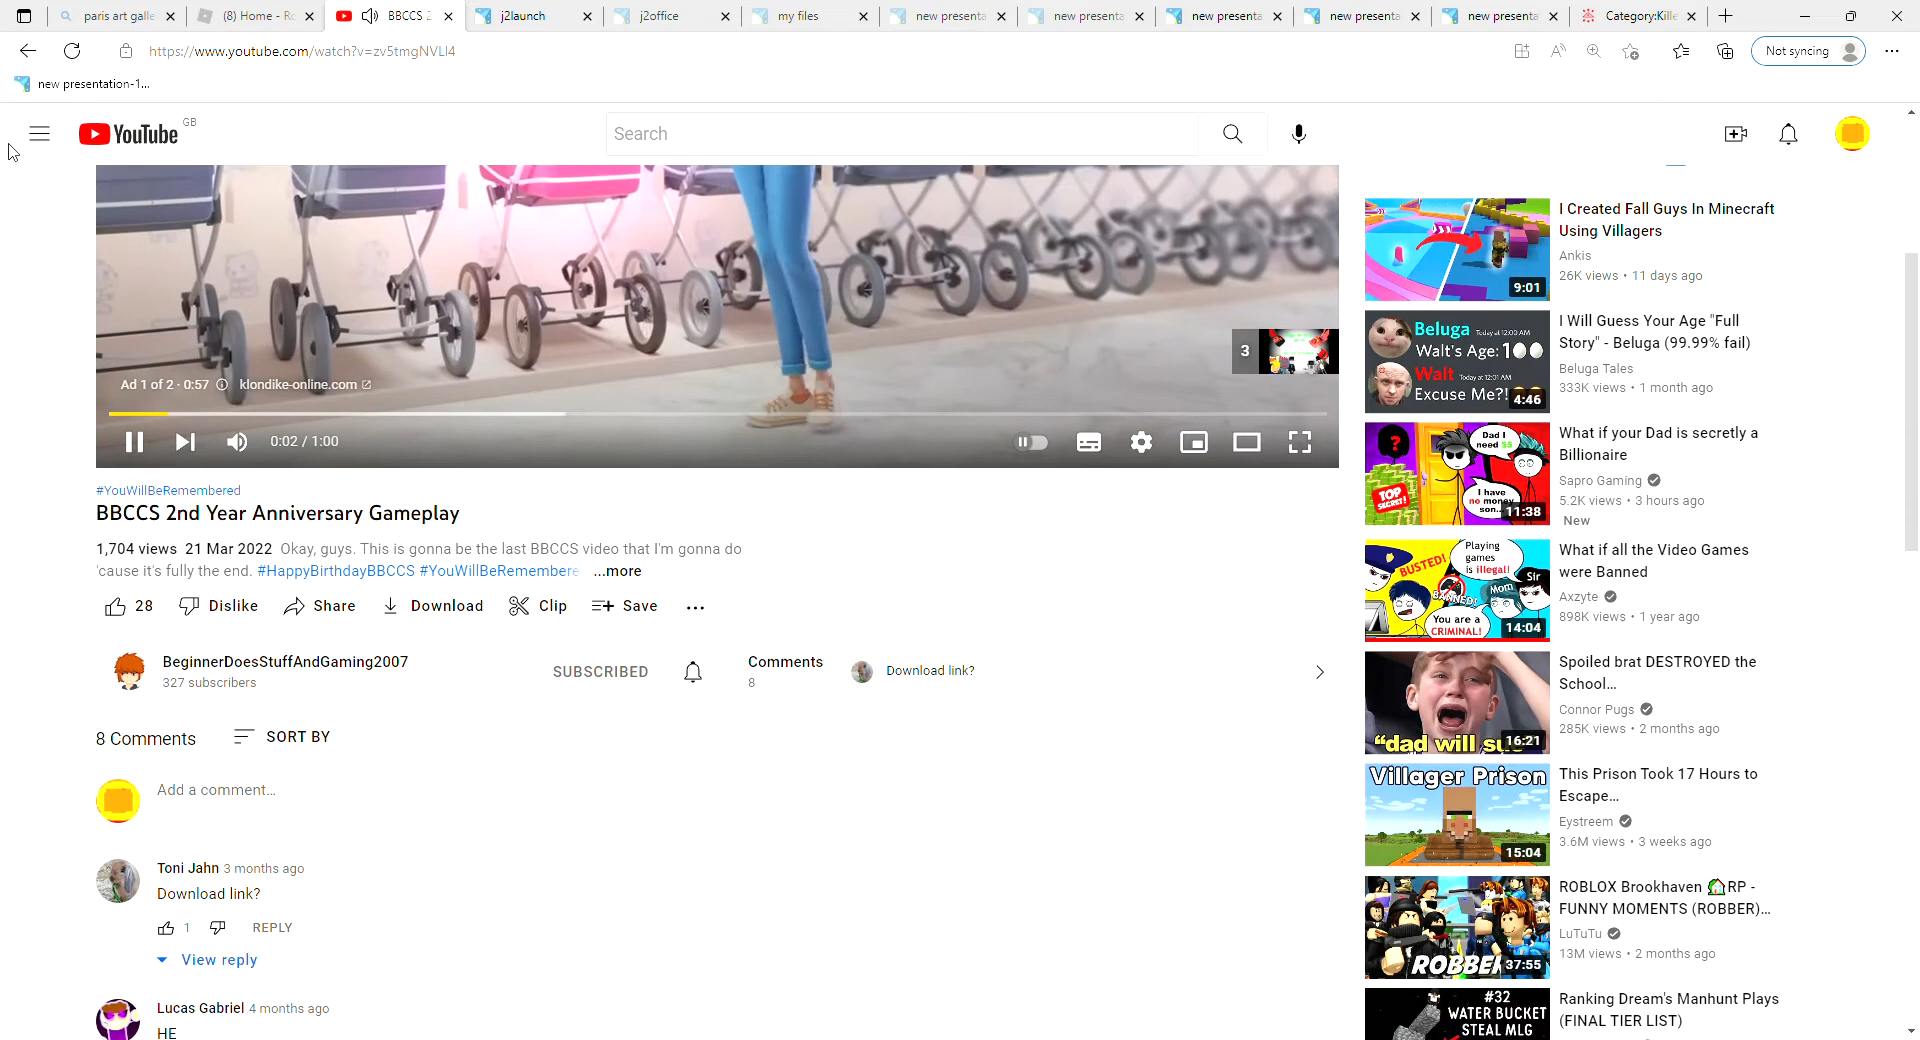 paris art galle
(8) Home - Ro
BBCCS 2
j2launch
j2office
my files
new presenta
new presenta
new presenta
new presenta
new presenta
Category:Kille
https://www.youtube.com/watch?v=zv5tmgNVLI4
Not syncing
new presentation-1...
YouTube GB
Search
Ad 1 of 2 · 0:57 klondike-online.com
3
0:02 / 1:00
#YouWillBeRemembered
BBCCS 2nd Year Anniversary Gameplay
1,704 views 21 Mar 2022 Okay, guys. This is gonna be the last BBCCS video that I'm gonna do
'cause it's fully the end. #HappyBirthdayBBCCS #YouWillBeRemembere ...more
28 Dislike Share Download Clip Save
BeginnerDoesStuffAndGaming2007
327 subscribers
SUBSCRIBED
Comments
8
Download link?
8 Comments SORT BY
Add a comment...
Toni Jahn 3 months ago
Download link?
1 REPLY
View reply
Lucas Gabriel 4 months ago
HE
9:01
I Created Fall Guys In Minecraft
Using Villagers
Ankis
26K views • 11 days ago
Beluga Today at 12:00 AM
Walt's Age: 100
Walt Today at 12:01 AM
Excuse Me?!
4:46
I Will Guess Your Age "Full
Story" - Beluga (99.99% fail)
Beluga Tales
333K views • 1 month ago
?
Dad I
need $5
TOP
SECRET!
I have
no money
son...
11:38
What if your Dad is secretly a
Billionaire
Sapro Gaming
5.2K views • 3 hours ago
New
BUSTED!
Playing
games
is illegal!
Sir
Mom
BANNED!
You are a
CRIMINAL!
14:04
What if all the Video Games
were Banned
Axzyte
898K views • 1 year ago
"dad will su
16:21
Spoiled brat DESTROYED the
School...
Connor Pugs
285K views • 2 months ago
Villager Prison
15:04
This Prison Took 17 Hours to
Escape...
Eystreem
3.6M views • 3 weeks ago
ROBBE
37:55
ROBLOX Brookhaven 🏠RP -
FUNNY MOMENTS (ROBBER)...
LuTuTu
13M views • 2 months ago
#32
WATER BUCKET
STEAL MLG
Ranking Dream's Manhunt Plays
(FINAL TIER LIST)